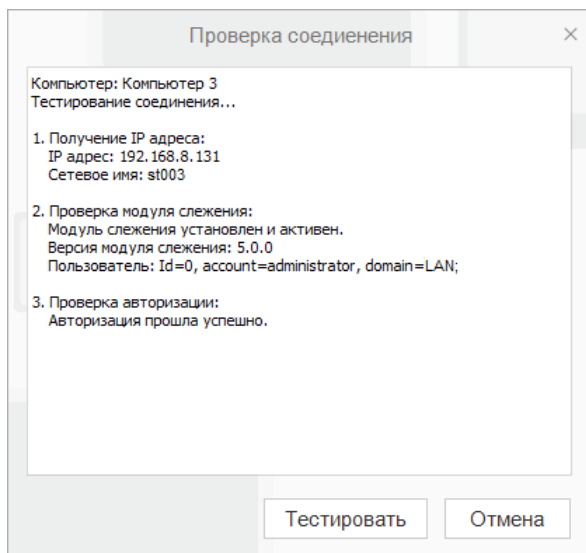 Проверка соедиенения
Компьютер: Компьютер 3
Тестирование соединения...
1. Получение IP адреса:
IP адрес: 192.168.8.131
Сетевое имя: st003
2. Проверка модуля слежения:
Модуль слежения установлен и активен.
Версия модуля слежения: 5.0.0
Пользователь: Id=0, account=administrator, domain=LAN;
3. Проверка авторизации:
Авторизация прошла успешно.
Тестировать Отмена